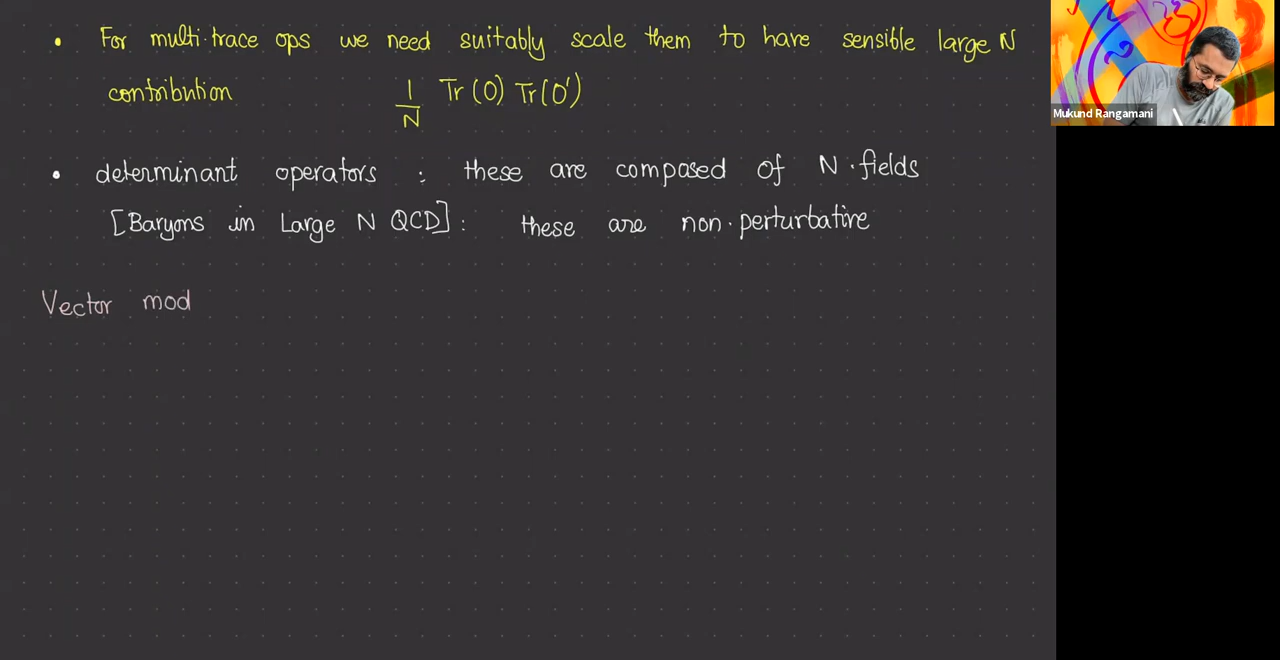 • For multi-trace ops we need suitably scale them to have sensible large N
contribution 1/N Tr(O) Tr(O')
• determinant operators : these are composed of N-fields
[Baryons in Large N QCD] : these are non-perturbative
Vector mod
Mukund Rangamani